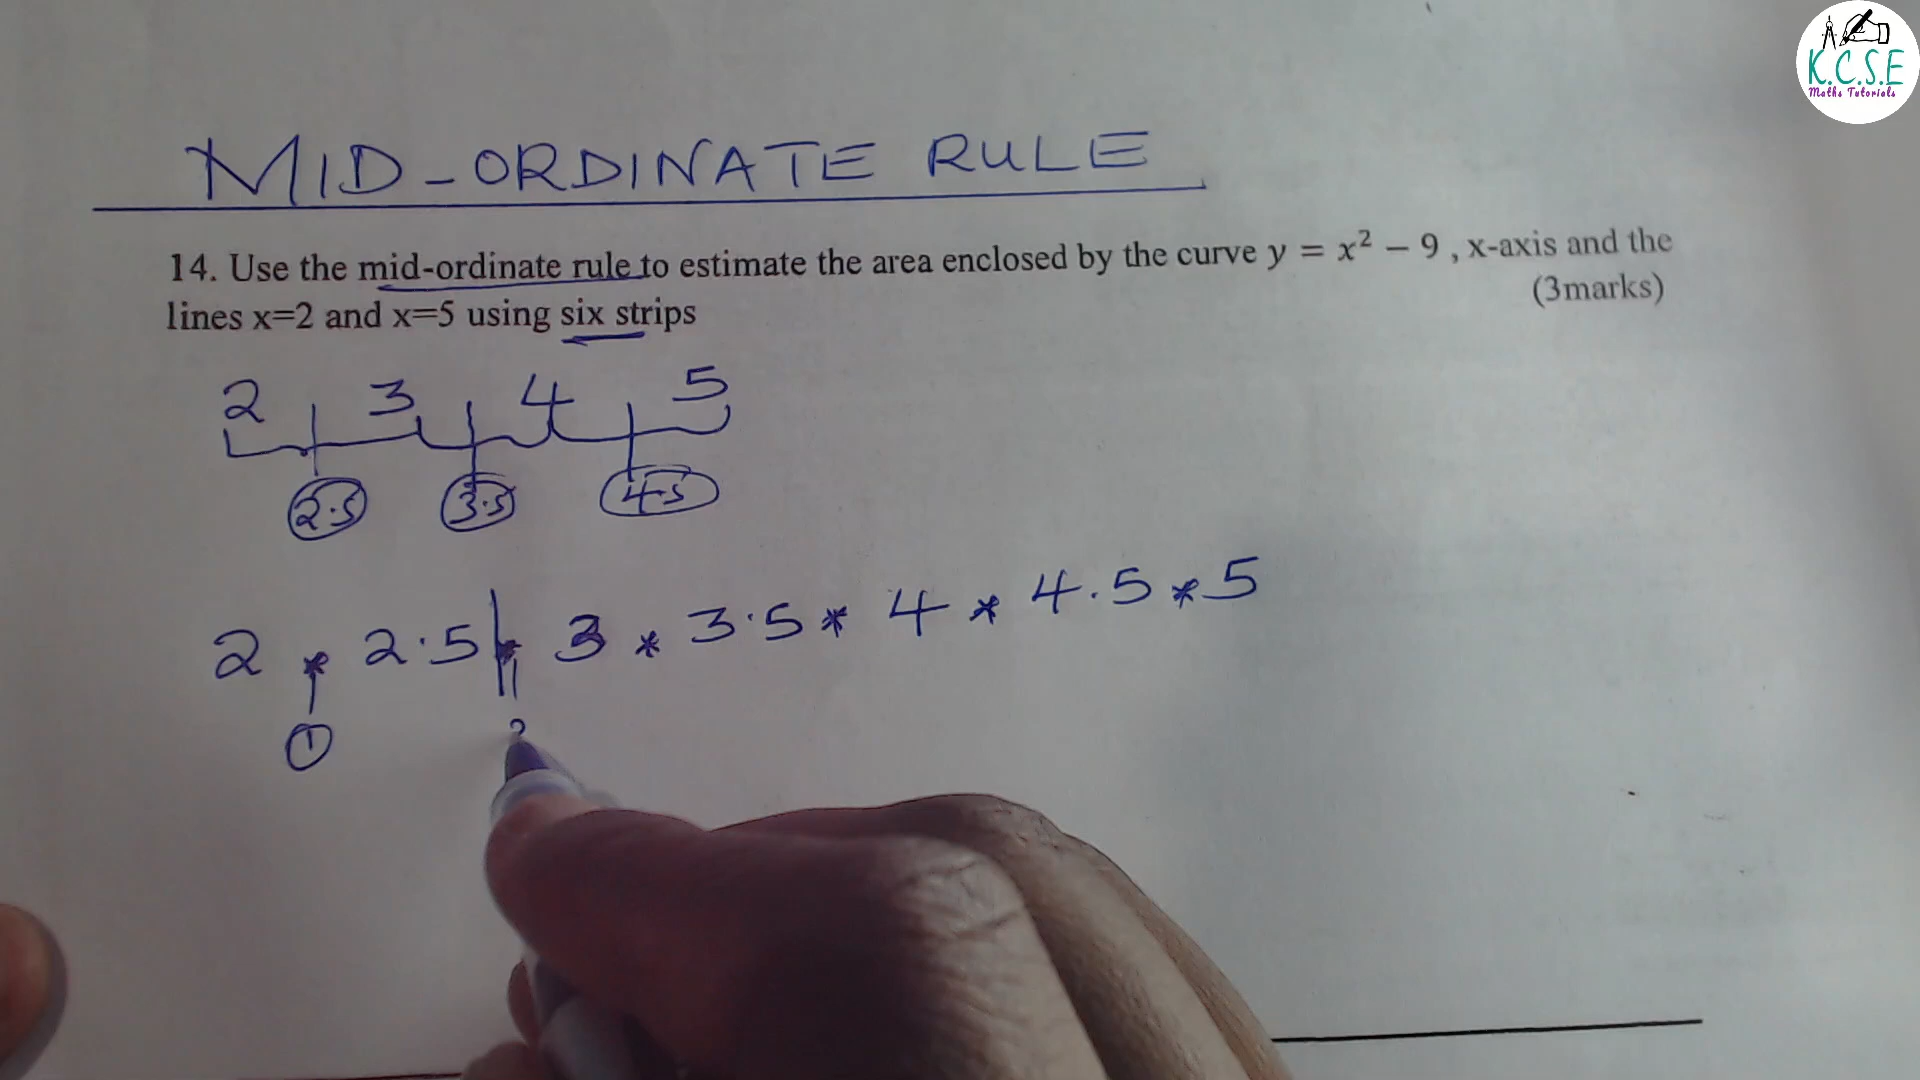 K.C.S.E
Maths Tutorials
MID-ORDINATE RULE
14. Use the mid-ordinate rule to estimate the area enclosed by the curve y = x² − 9 , x-axis and the
lines x=2 and x=5 using six strips (3marks)
2 3 4 5
2.5 3.5 4.5
2 * 2.5 * 3 * 3.5 * 4 * 4.5 * 5
1 2